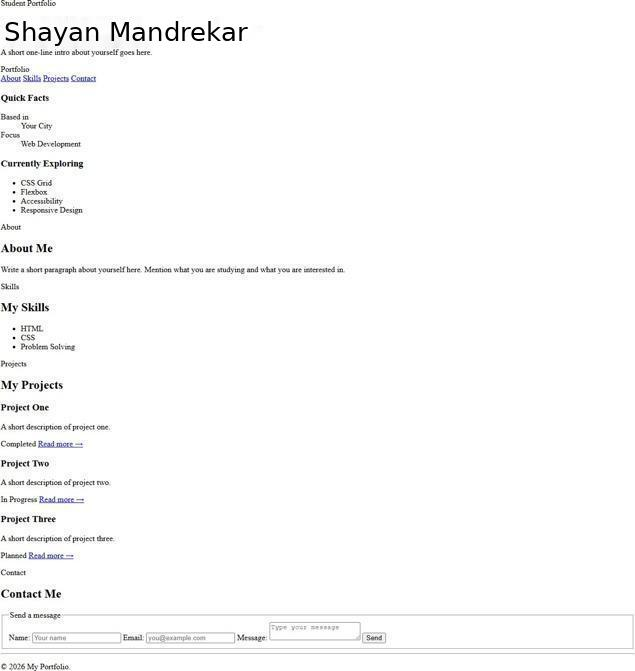 Student Portfolio
Shayan Mandrekar
A short one-line intro about yourself goes here.
Portfolio
About Skills Projects Contact
Quick Facts
Based in
Your City
Focus
Web Development
Currently Exploring
• CSS Grid
• Flexbox
• Accessibility
• Responsive Design
About
About Me
Write a short paragraph about yourself here. Mention what you are studying and what you are interested in.
Skills
My Skills
• HTML
• CSS
• Problem Solving
Projects
My Projects
Project One
A short description of project one.
Completed Read more →
Project Two
A short description of project two.
In Progress Read more →
Project Three
A short description of project three.
Planned Read more →
Contact
Contact Me
Send a message
Name: Your name Email: you@example.com Message: Type your message Send
© 2026 My Portfolio.